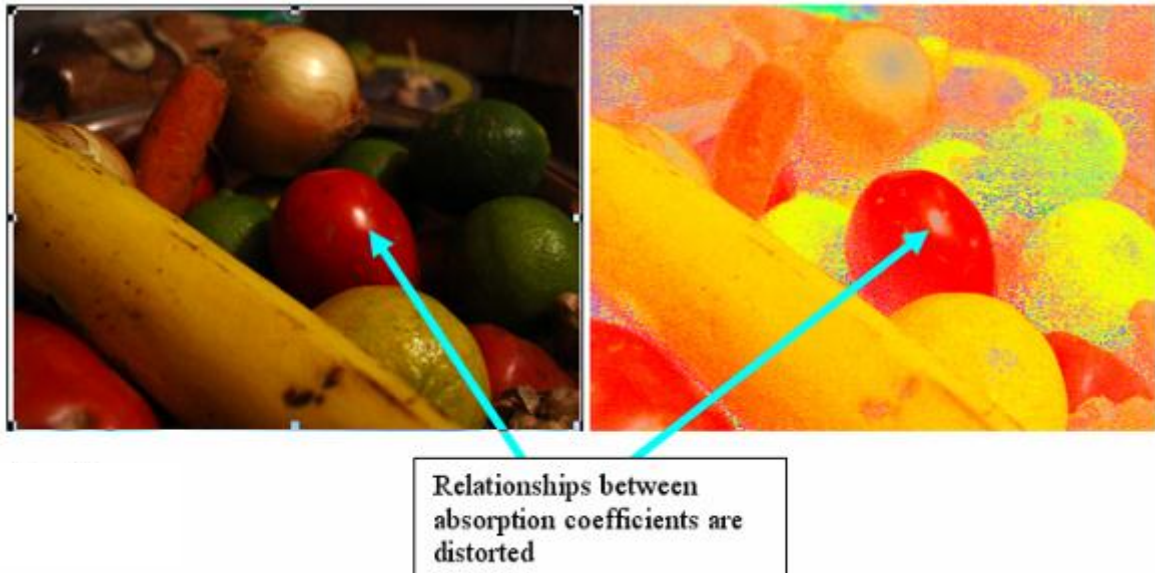 Relationships between
absorption coefficients are
distorted